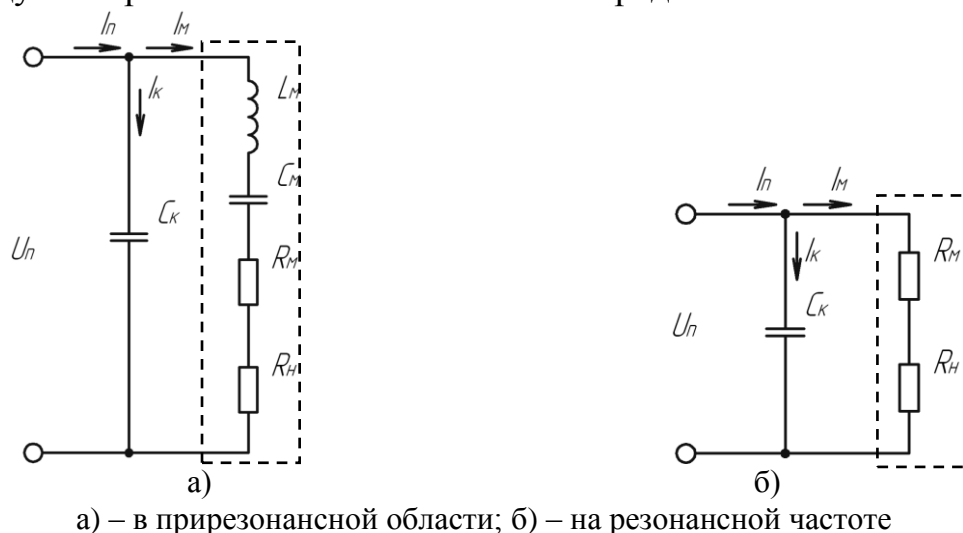 Iп Iм
Iк
Lм
Cм
Cк
Uп
Rм
Rн
а)
Iп Iм
Iк
Rм
Cк
Uп
Rн
б)
а) – в прирезонансной области; б) – на резонансной частоте